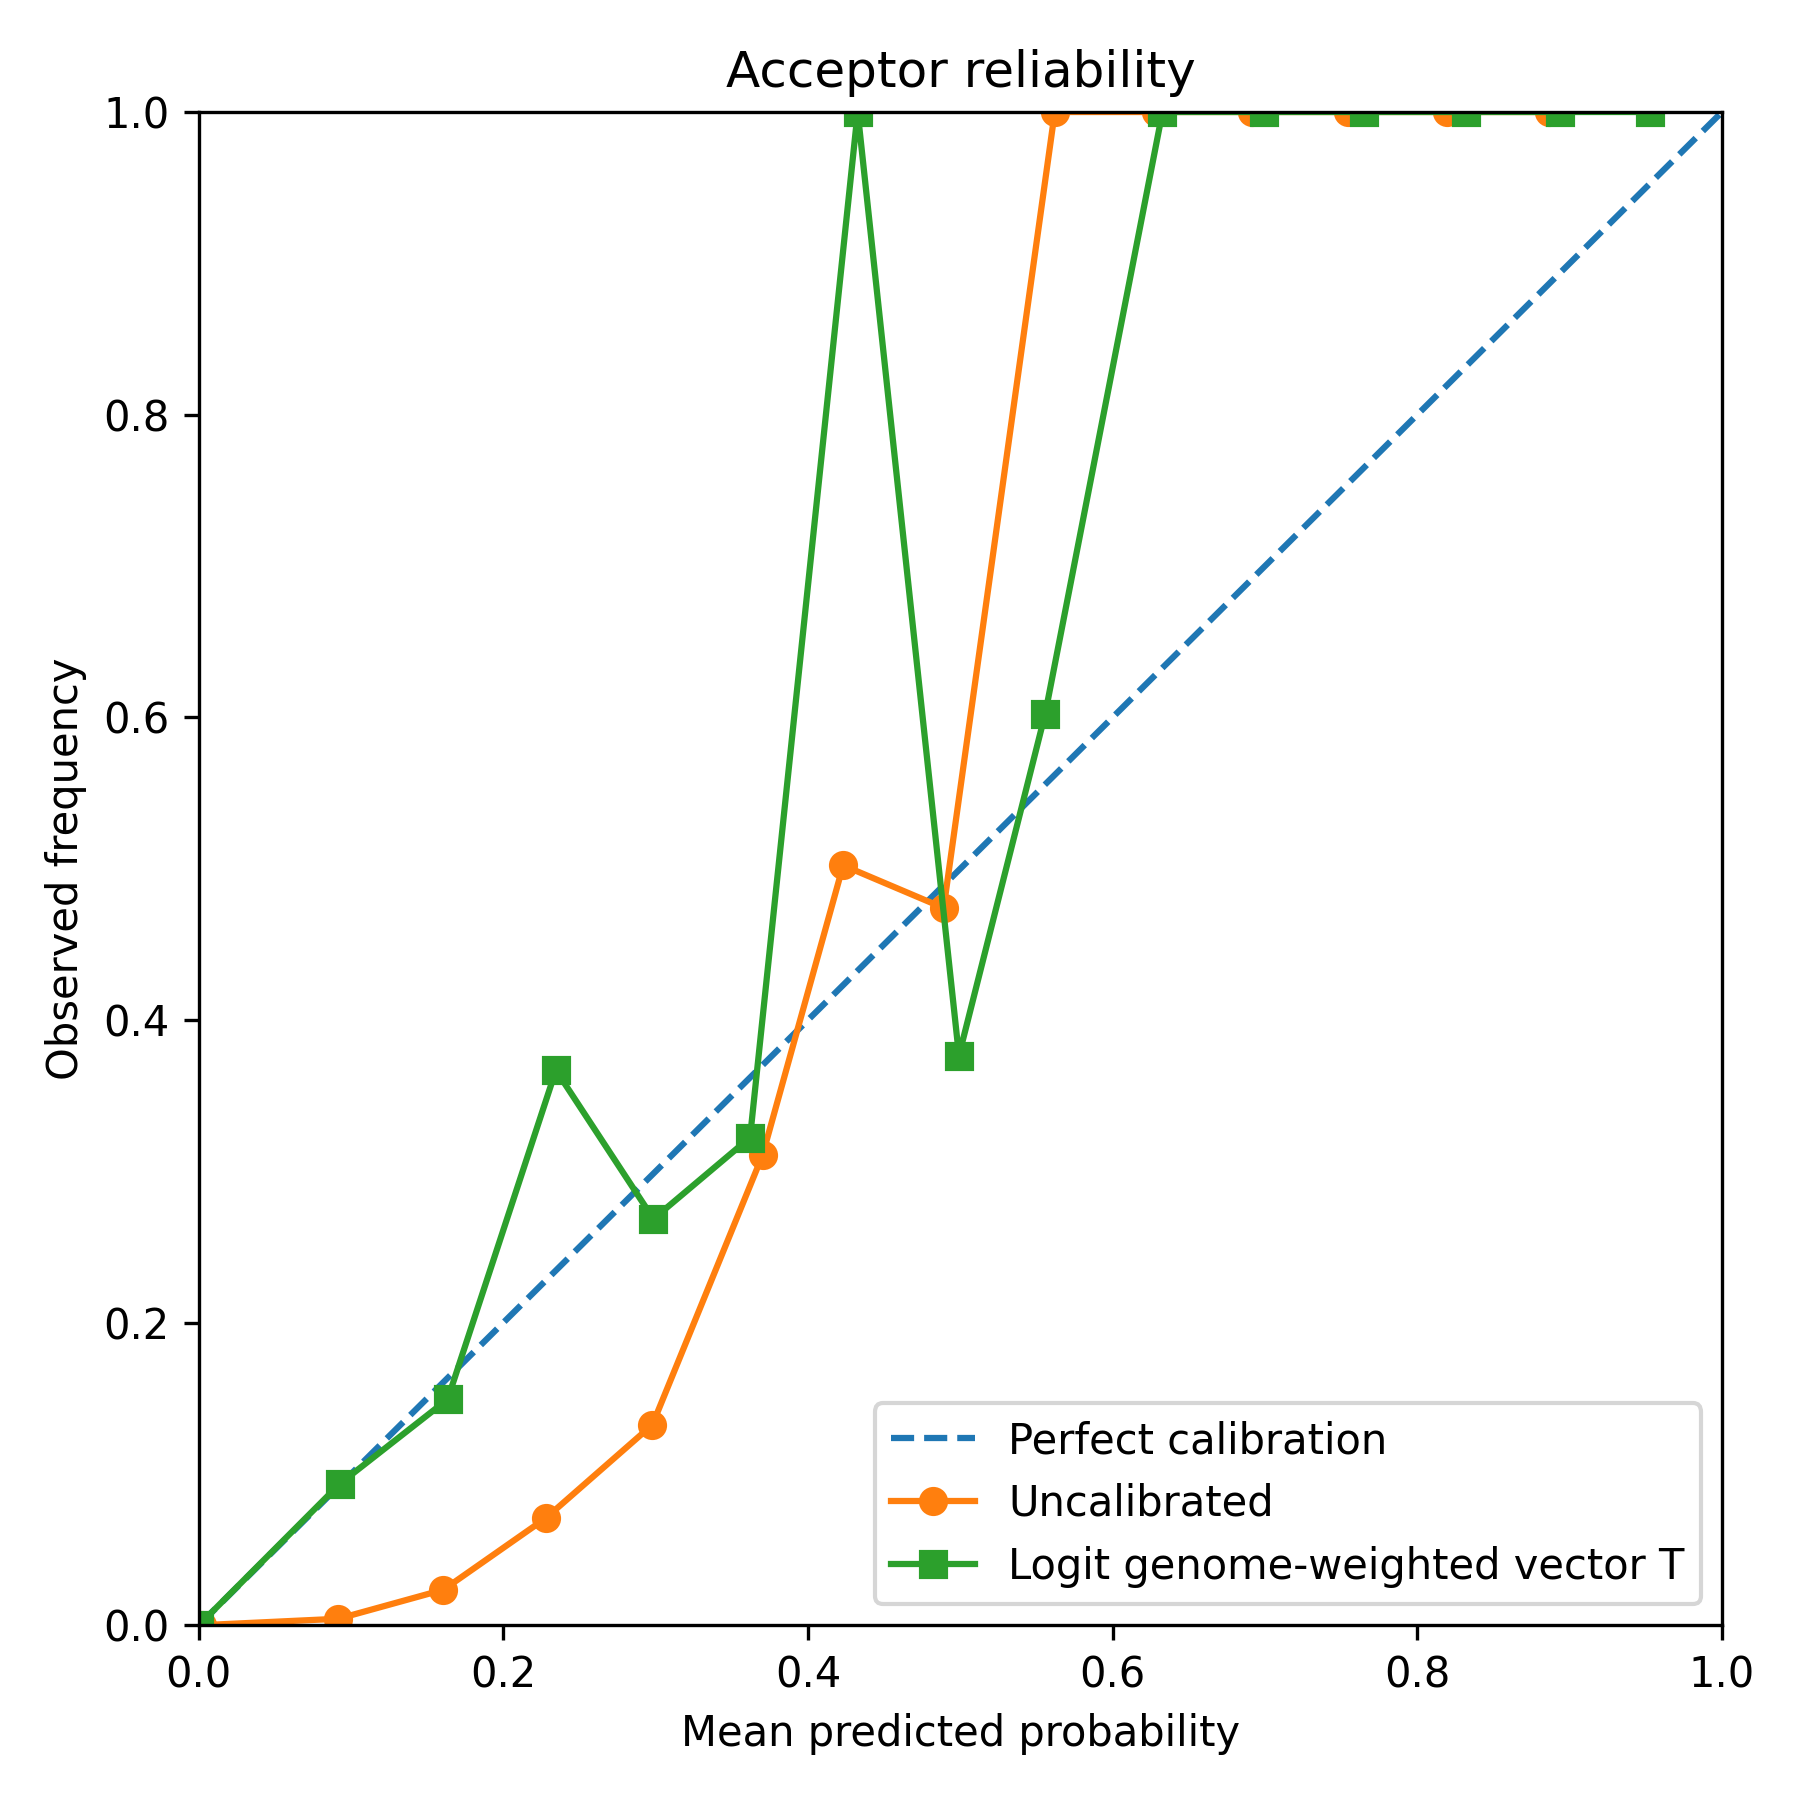 Acceptor reliability
1.0
0.8
0.6
0.4
0.2
0.0
Observed frequency
Perfect calibration
Uncalibrated
Logit genome-weighted vector T
0.0 0.2 0.4 0.6 0.8 1.0
Mean predicted probability